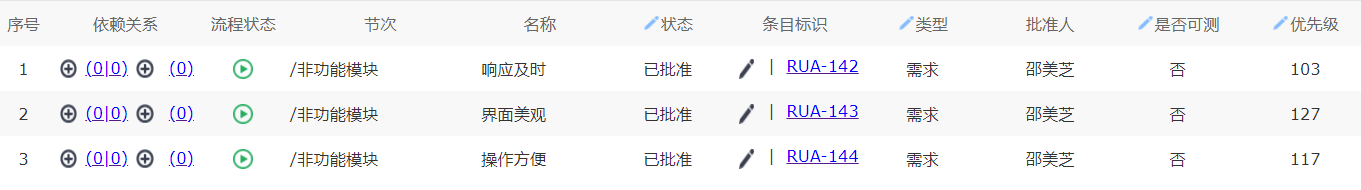 序号 依赖关系 流程状态 节次 名称 状态 条目标识 类型 批准人 是否可测 优先级
1 (0|0) (0) /非功能模块 响应及时 已批准 | RUA-142 需求 邵美芝 否 103
2 (0|0) (0) /非功能模块 界面美观 已批准 | RUA-143 需求 邵美芝 否 127
3 (0|0) (0) /非功能模块 操作方便 已批准 | RUA-144 需求 邵美芝 否 117